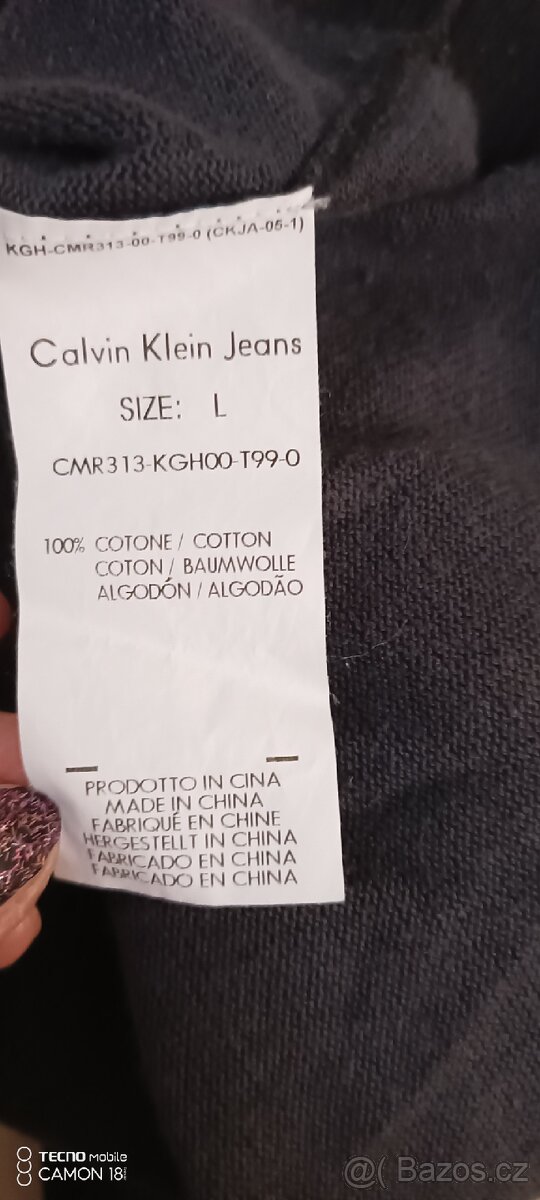 KGH-CMR313-00-T99-0 (CKJA-05-1)
Calvin Klein Jeans
SIZE: L
CMR313-KGH00-T99-0
100% COTONE / COTTON
COTON / BAUMWOLLE
ALGODÓN / ALGODÃO
PRODOTTO IN CINA
MADE IN CHINA
FABRIQUÉ EN CHINE
HERGESTELLT IN CHINA
FABRICADO EN CHINA
FABRICADO EN CHINA
TECNO mobile
CAMON 18i
@( Bazos.cz